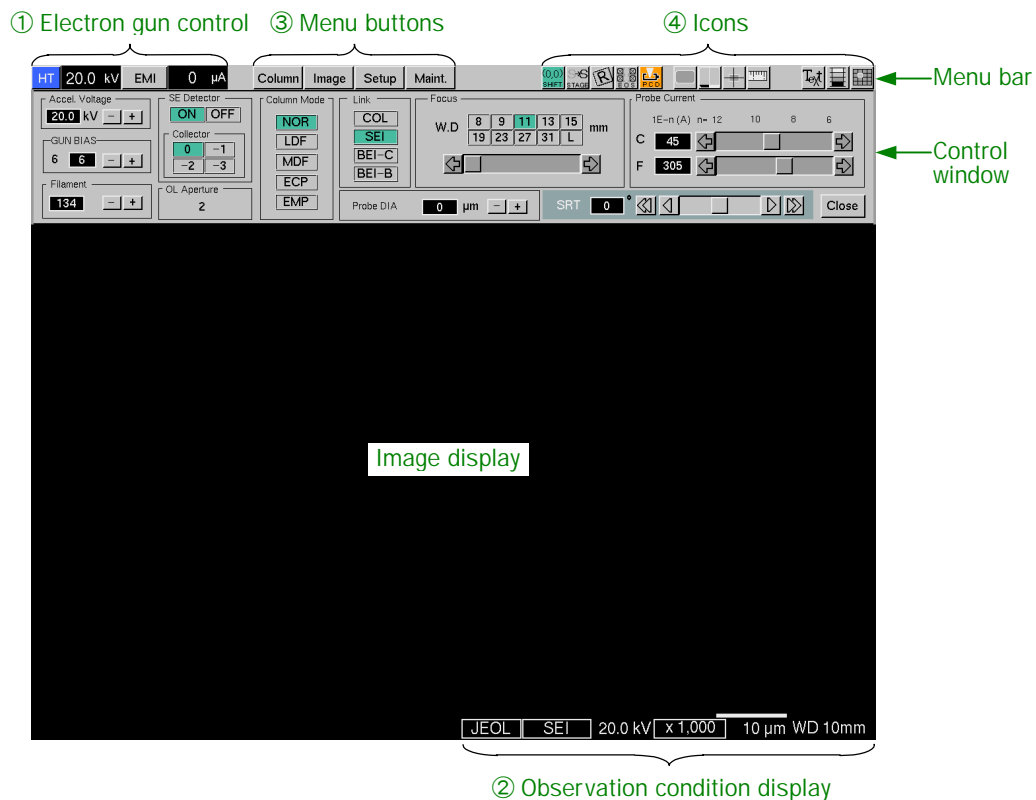 ① Electron gun control ③ Menu buttons ④ Icons
HT 20.0 kV EMI 0 µA Column Image Setup Maint. (0,0) SHIFT STAGE R EOS PCD Text
Menu bar
Accel. Voltage SE Detector Column Mode Link Focus Probe Current
20.0 kV − + ON OFF NOR COL W.D 8 9 11 13 15 mm 1E-n (A) n= 12 10 8 6
GUN BIAS Collector LDF SEI 19 23 27 31 L C 45
6 6 − + 0 −1 MDF BEI-C F 305
−2 −3 ECP BEI-B
Control
window
Filament OL Aperture EMP
134 − + 2 Probe DIA 0 µm − + SRT 0 ° Close
Image display
JEOL SEI 20.0 kV x 1,000 10 µm WD 10mm
② Observation condition display